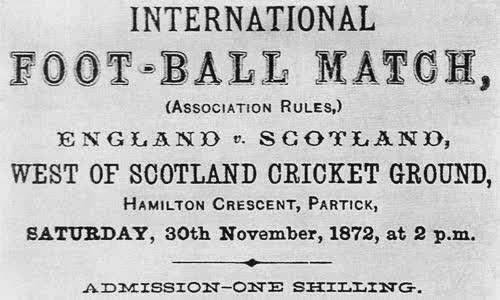 INTERNATIONAL
FOOT-BALL MATCH,
(ASSOCIATION RULES,)
ENGLAND v. SCOTLAND,
WEST OF SCOTLAND CRICKET GROUND,
HAMILTON CRESCENT, PARTICK,
SATURDAY, 30th November, 1872, at 2 p.m.
ADMISSION—ONE SHILLING.